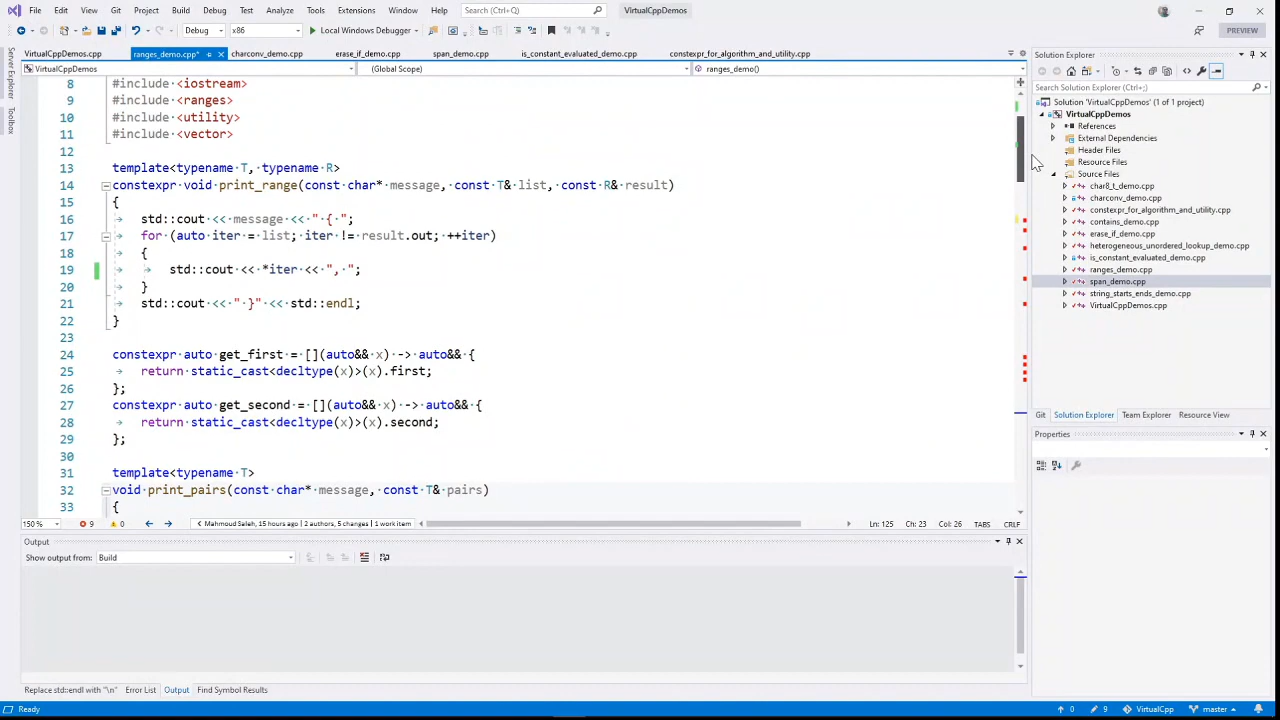 File Edit View Git Project Build Debug Test Analyze Tools Extensions Window Help Search (Ctrl+Q) VirtualCppDemos
Debug x86 Local Windows Debugger PREVIEW
VirtualCppDemos.cpp ranges_demo.cpp* charconv_demo.cpp erase_if_demo.cpp span_demo.cpp is_constant_evaluated_demo.cpp constexpr_for_algorithm_and_utility.cpp
VirtualCppDemos (Global Scope) ranges_demo()
Server Explorer
Toolbox
8 #include <iostream>
9 #include <ranges>
10 #include <utility>
11 #include <vector>
12
13 template<typename T, typename R>
14 constexpr void print_range(const char* message, const T& list, const R& result)
15 {
16 std::cout << message << " { ";
17 for (auto iter = list; iter != result.out; ++iter)
18 {
19 std::cout << *iter << ", ";
20 }
21 std::cout << " }" << std::endl;
22 }
23
24 constexpr auto get_first = [](auto&& x) -> auto&& {
25 return static_cast<decltype(x)>(x).first;
26 };
27 constexpr auto get_second = [](auto&& x) -> auto&& {
28 return static_cast<decltype(x)>(x).second;
29 };
30
31 template<typename T>
32 void print_pairs(const char* message, const T& pairs)
33 {
150 % 9 0 Mahmoud Saleh, 15 hours ago | 2 authors, 5 changes | 1 work item Ln: 125 Ch: 23 Col: 26 TABS CRLF
Output
Show output from: Build
Replace std::endl with "\n" Error List Output Find Symbol Results
Solution Explorer
Search Solution Explorer (Ctrl+;)
Solution 'VirtualCppDemos' (1 of 1 project)
VirtualCppDemos
References
External Dependencies
Header Files
Resource Files
Source Files
char8_t_demo.cpp
charconv_demo.cpp
constexpr_for_algorithm_and_utility.cpp
contains_demo.cpp
erase_if_demo.cpp
heterogeneous_unordered_lookup_demo.cpp
is_constant_evaluated_demo.cpp
ranges_demo.cpp
span_demo.cpp
string_starts_ends_demo.cpp
VirtualCppDemos.cpp
Git Solution Explorer Team Explorer Resource View
Properties
Ready 0 9 VirtualCpp master